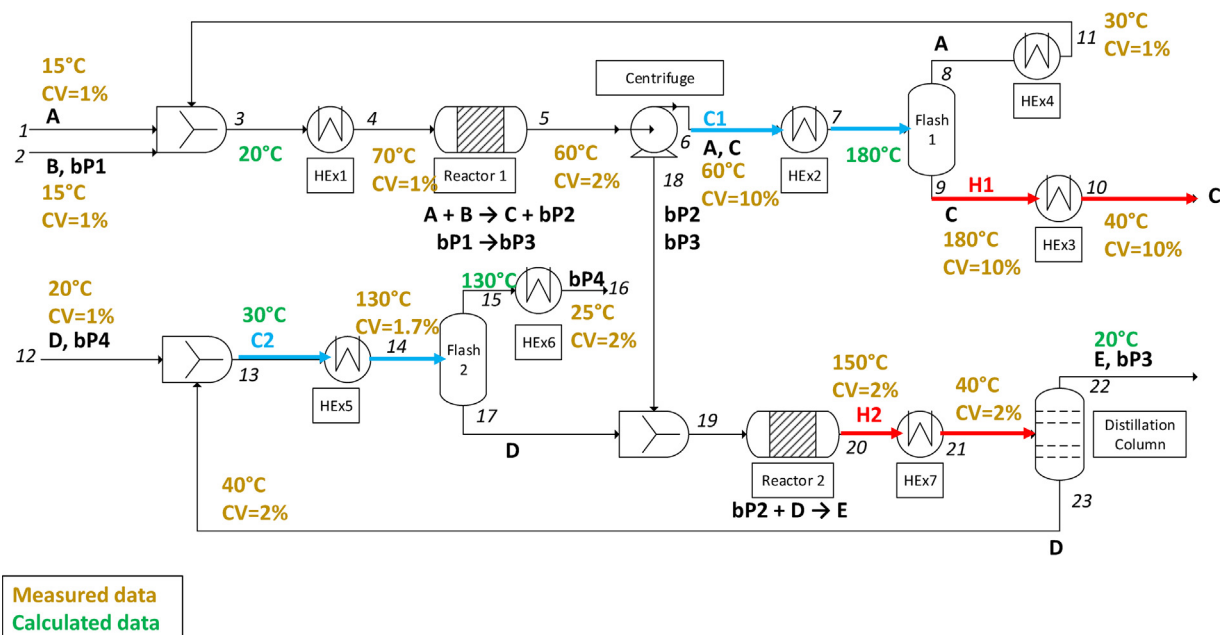 30°C
CV=1%
11
A
8
HEx4
15°C
CV=1%
A
1
2
B, bP1
15°C
CV=1%
3
20°C
HEx1
4
70°C
CV=1%
Reactor 1
A + B → C + bP2
bP1 → bP3
5
60°C
CV=2%
Centrifuge
6
C1
A, C
60°C
CV=10%
HEx2
7
180°C
Flash
1
9
H1
C
180°C
CV=10%
HEx3
10
40°C
CV=10%
C
18
bP2
bP3
20°C
CV=1%
D, bP4
12
30°C
C2
13
HEx5
130°C
CV=1.7%
14
Flash
2
130°C
15
bP4
16
25°C
CV=2%
HEx6
17
D
19
150°C
CV=2%
H2
20
Reactor 2
bP2 + D → E
HEx7
40°C
CV=2%
21
20°C
E, bP3
22
Distillation
Column
23
D
40°C
CV=2%
Measured data
Calculated data